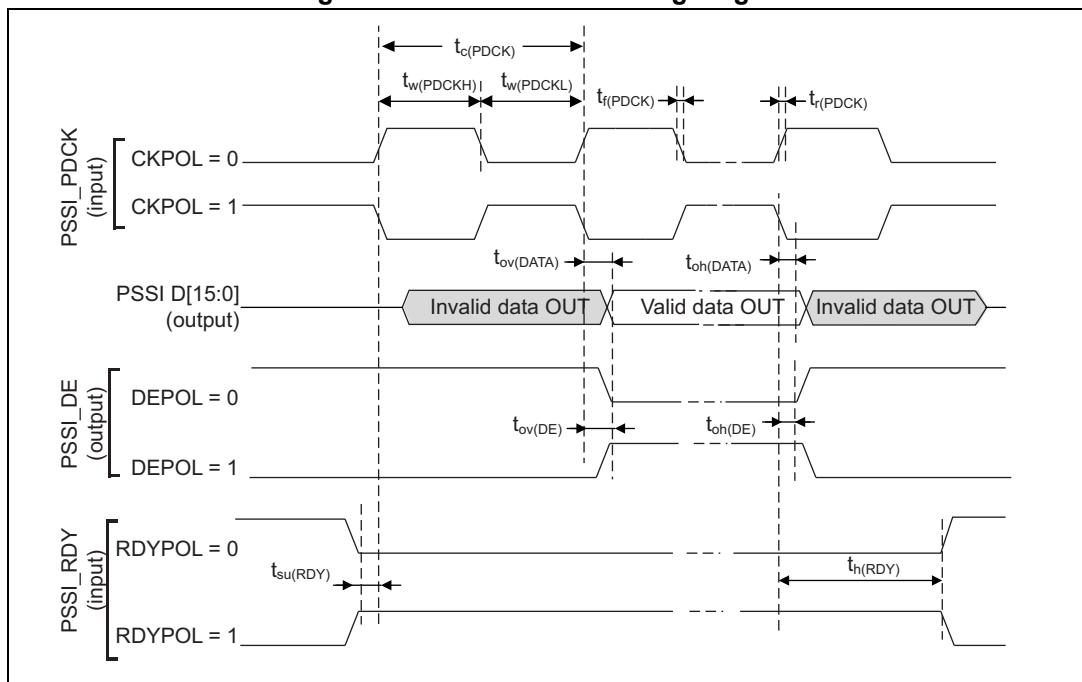 tc(PDCK)
tw(PDCKH)
tw(PDCKL)
tf(PDCK)
tr(PDCK)
PSSI_PDCK
(input)
CKPOL = 0
CKPOL = 1
tov(DATA)
toh(DATA)
PSSI D[15:0]
(output)
Invalid data OUT
Valid data OUT
Invalid data OUT
PSSI_DE
(output)
DEPOL = 0
tov(DE)
toh(DE)
DEPOL = 1
PSSI_RDY
(input)
RDYPOL = 0
tsu(RDY)
th(RDY)
RDYPOL = 1